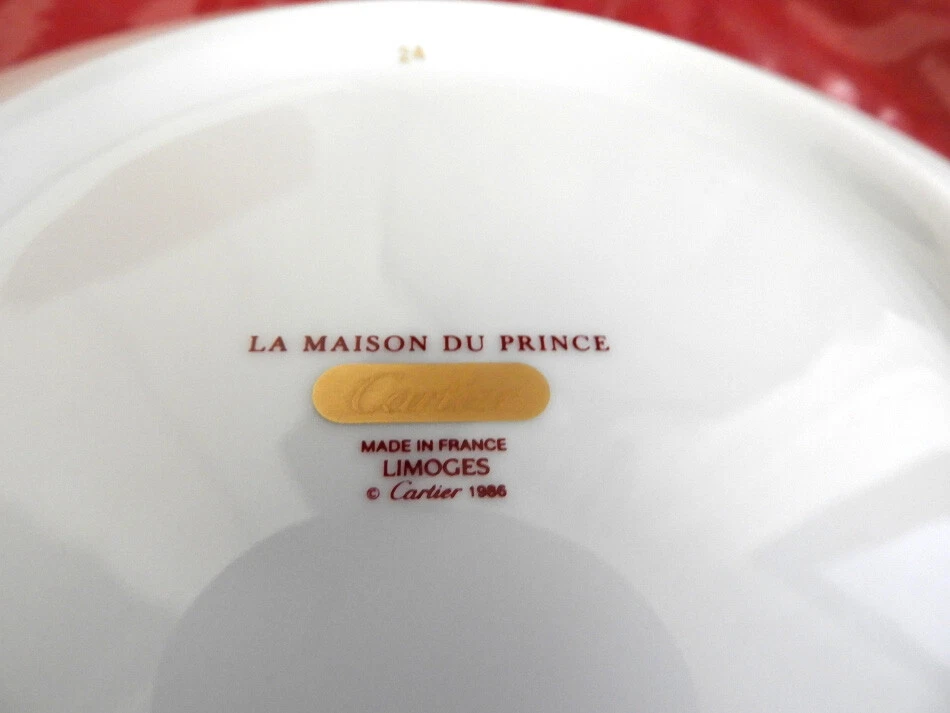 24
LA MAISON DU PRINCE
Cartier
MADE IN FRANCE
LIMOGES
© Cartier 1986